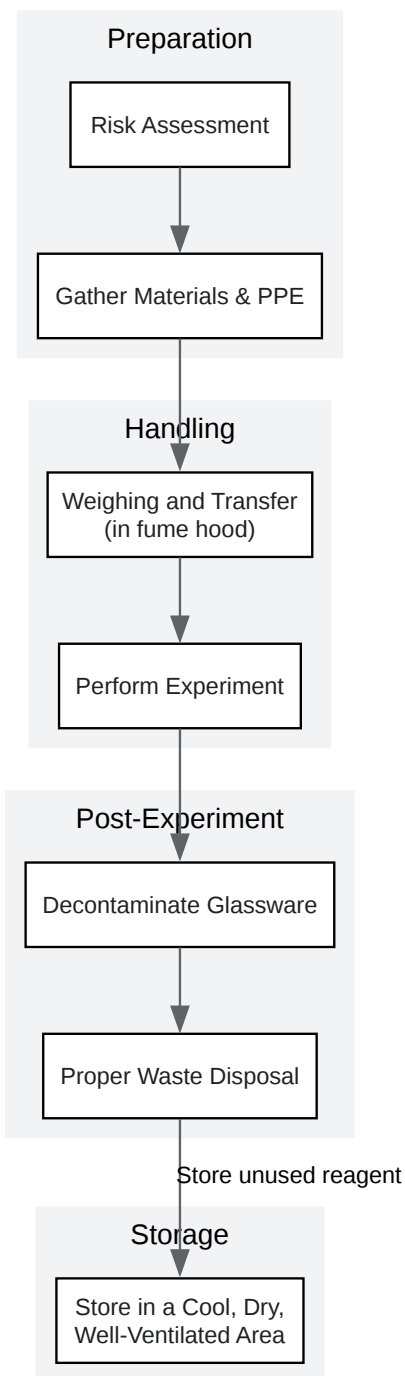 Preparation
Risk Assessment
Gather Materials & PPE
Handling
Weighing and Transfer
(in fume hood)
Perform Experiment
Post-Experiment
Decontaminate Glassware
Proper Waste Disposal
Store unused reagent
Storage
Store in a Cool, Dry,
Well-Ventilated Area